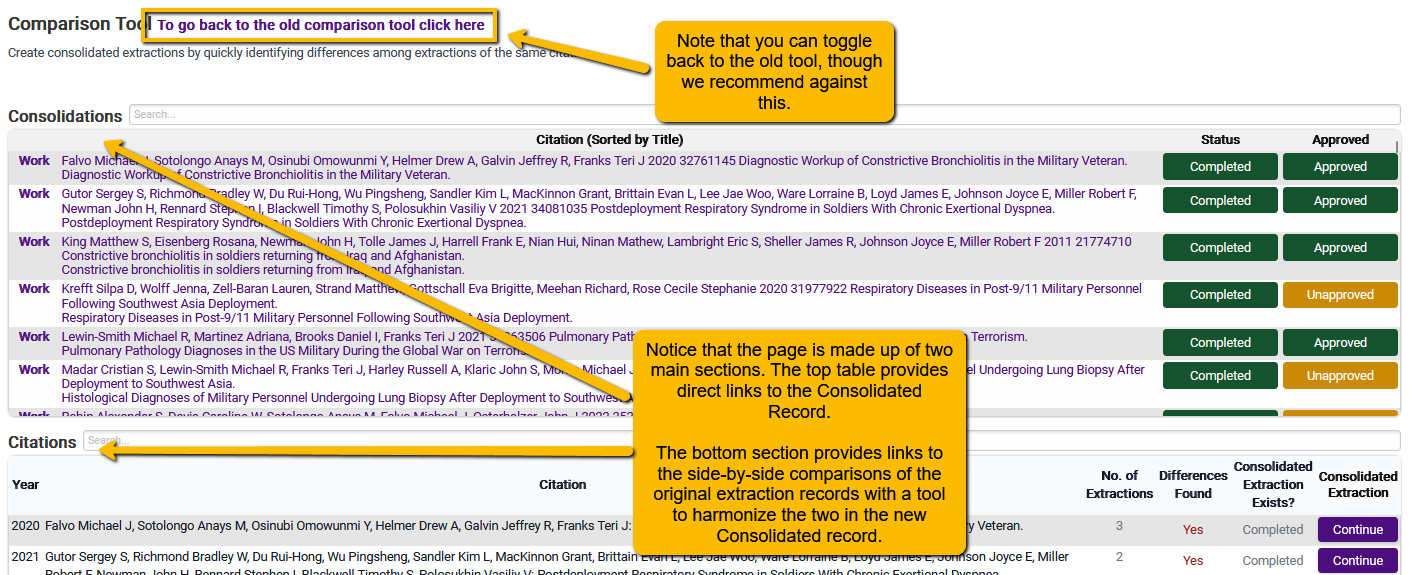 Comparison Tool To go back to the old comparison tool click here
Create consolidated extractions by quickly identifying differences among extractions of the same
Note that you can toggle
back to the old tool, though
we recommend against
this.
Consolidations Search...
Citation (Sorted by Title) Status Approved
Work Falvo Michael J, Sotolongo Anays M, Osinubi Omowunmi Y, Helmer Drew A, Galvin Jeffrey R, Franks Teri J 2020 32761145 Diagnostic Workup of Constrictive Bronchiolitis in the Military Veteran. Completed Approved
Diagnostic Workup of Constrictive Bronchiolitis in the Military Veteran.
Work Gutor Sergey S, Richmond Bradley W, Du Rui-Hong, Wu Pingsheng, Sandler Kim L, MacKinnon Grant, Brittain Evan L, Lee Jae Woo, Ware Lorraine B, Loyd James E, Johnson Joyce E, Miller Robert F, Completed Approved
Newman John H, Rennard Stephen I, Blackwell Timothy S, Polosukhin Vasiliy V 2021 34081035 Postdeployment Respiratory Syndrome in Soldiers With Chronic Exertional Dyspnea.
Postdeployment Respiratory Syndrome in Soldiers With Chronic Exertional Dyspnea.
Work King Matthew S, Eisenberg Rosana, Newman John H, Tolle James J, Harrell Frank E, Nian Hui, Ninan Mathew, Lambright Eric S, Sheller James R, Johnson Joyce E, Miller Robert F 2011 21774710 Completed Approved
Constrictive bronchiolitis in soldiers returning from Iraq and Afghanistan.
Constrictive bronchiolitis in soldiers returning from Iraq and Afghanistan.
Work Krefft Silpa D, Wolff Jenna, Zell-Baran Lauren, Strand Matthew, Gottschall Eva Brigitte, Meehan Richard, Rose Cecile Stephanie 2020 31977922 Respiratory Diseases in Post-9/11 Military Personnel Completed Unapproved
Following Southwest Asia Deployment.
Respiratory Diseases in Post-9/11 Military Personnel Following Southwest Asia Deployment.
Work Lewin-Smith Michael R, Martinez Adriana, Brooks Daniel I, Franks Teri J 2021 Pulmonary Terrorism. Completed Approved
Pulmonary Pathology Diagnoses in the US Military During the Global War on
Work Madar Cristian S, Lewin-Smith Michael R, Franks Teri J, Harley Russell A, Klaric John S, Michael J Undergoing Lung Biopsy After Completed Unapproved
Deployment to Southwest Asia.
Histological Diagnoses of Military Personnel Undergoing Lung Biopsy After Deployment to
Notice that the page is made up of two
main sections. The top table provides
direct links to the Consolidated
Record.
The bottom section provides links to
the side-by-side comparisons of the
original extraction records with a tool
to harmonize the two in the new
Consolidated record.
Citations Search...
Year Citation No. of Extractions Differences Found Consolidated Extraction Exists? Consolidated Extraction
2020 Falvo Michael J, Sotolongo Anays M, Osinubi Omowunmi Y, Helmer Drew A, Galvin Jeffrey R, Franks Teri J: Veteran. 3 Yes Completed Continue
2021 Gutor Sergey S, Richmond Bradley W, Du Rui-Hong, Wu Pingsheng, Sandler Kim L, MacKinnon Grant, Brittain Evan L, Lee Jae Woo, Ware Lorraine B, Loyd James E, Johnson Joyce E, Miller 2 Yes Completed Continue
Robert F, Newman John H, Rennard Stephen I, Blackwell Timothy S, Polosukhin Vasiliy V: Postdeployment Respiratory Syndrome in Soldiers With Chronic Exertional Dyspnea.